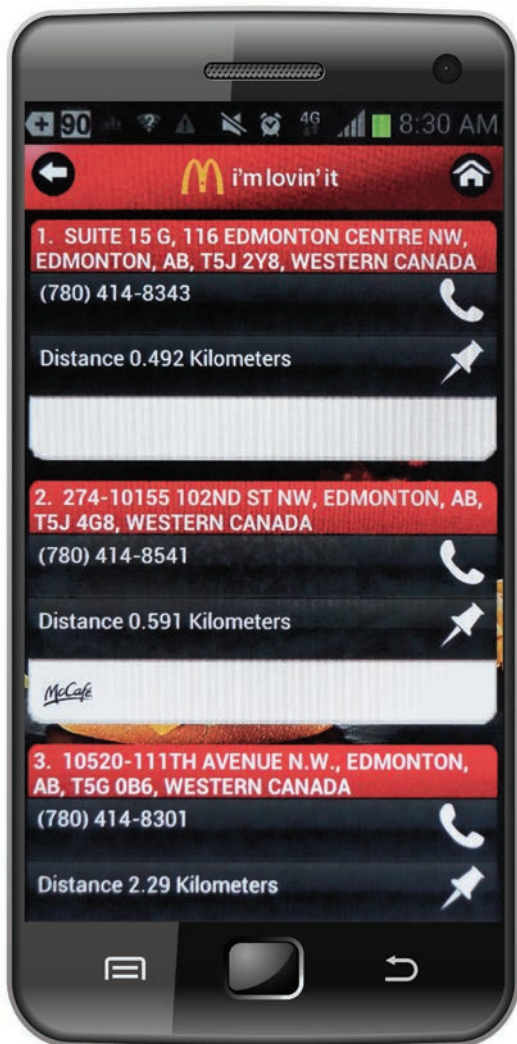 90 4G 8:30 AM
i'm lovin' it
1. SUITE 15 G, 116 EDMONTON CENTRE NW,
EDMONTON, AB, T5J 2Y8, WESTERN CANADA
(780) 414-8343
Distance 0.492 Kilometers
2. 274-10155 102ND ST NW, EDMONTON, AB,
T5J 4G8, WESTERN CANADA
(780) 414-8541
Distance 0.591 Kilometers
McCafé
3. 10520-111TH AVENUE N.W., EDMONTON,
AB, T5G 0B6, WESTERN CANADA
(780) 414-8301
Distance 2.29 Kilometers